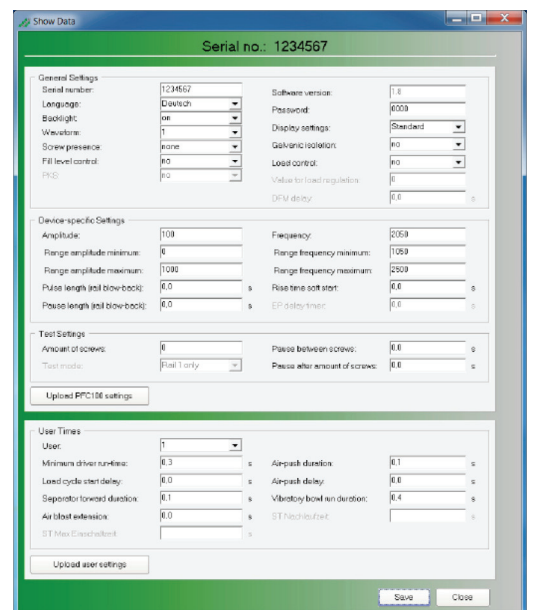 Show Data
Serial no.: 1234567
General Settings
Serial number: 1234567
Software version: 1.8
Language: Deutsch
Password: 0000
Backlight: on
Display settings: Standard
Waveform: 1
Galvanic isolation: no
Screw presence: none
Load control: no
Fill level control: no
Value for load regulation: 0
PKB: no
DFM delay: 0,0 s
Device-specific Settings
Amplitude: 100
Frequency: 2050
Range amplitude minimum: 0
Range frequency minimum: 1050
Range amplitude maximum: 1000
Range frequency maximum: 2500
Pulse length (rail blow-back): 0,0 s
Rise time soft start: 0,0 s
Pause length (rail blow-back): 0,0 s
EP delay timer: 0,0 s
Test Settings
Amount of screws: 0
Pause between screws: 0,0 s
Test mode: Rail 1 only
Pause after amount of screws: 0,0 s
Upload PFC100 settings
User Times
User: 1
Minimum driver run-time: 0,3 s
Air-push duration: 0,1 s
Load cycle start delay: 0,0 s
Air-push delay: 0,0 s
Separator forward duration: 0,1 s
Vibratory bowl run duration: 0,4 s
Air blast extension: 0,0 s
ST Nachlaufzeit: s
ST Max Einschaltzeit: s
Upload user settings
Save
Close